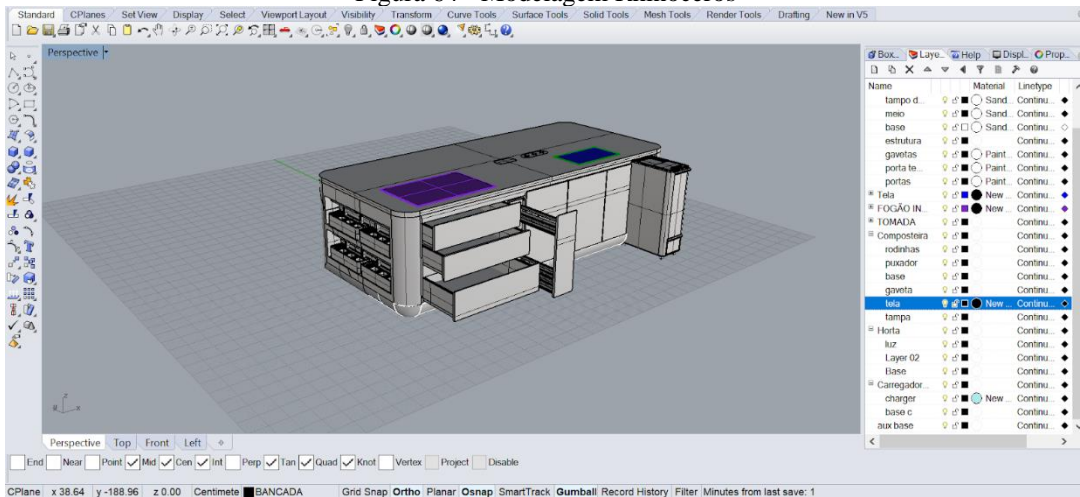 Figura 64 - Modelagem Rhinoceros
Standard CPlanes Set View Display Select Viewport Layout Visibility Transform Curve Tools Surface Tools Solid Tools Mesh Tools Render Tools Drafting New in V5
Perspective
Box... Laye... Help Displ... Prop...
Name Material Linetype
tampo d... Sand... Continu...
meio Sand... Continu...
base Sand... Continu...
estrutura Continu...
gavetas Paint... Continu...
porta te... Paint... Continu...
portas Paint... Continu...
Tela New ... Continu...
FOGÃO IN... New ... Continu...
TOMADA Continu...
Composteira Continu...
rodinhas Continu...
puxador Continu...
base Continu...
gaveta Continu...
tela New ... Continu...
tampa Continu...
Horta Continu...
luz Continu...
Layer 02 Continu...
Base Continu...
Carregador... Continu...
charger New ... Continu...
base c Continu...
aux base Continu...
Perspective Top Front Left
End Near Point Mid Cen Int Perp Tan Quad Knot Vertex Project Disable
CPlane x 38.64 y -188.96 z 0.00 Centimete BANCADA Grid Snap Ortho Planar Osnap SmartTrack Gumball Record History Filter Minutes from last save: 1